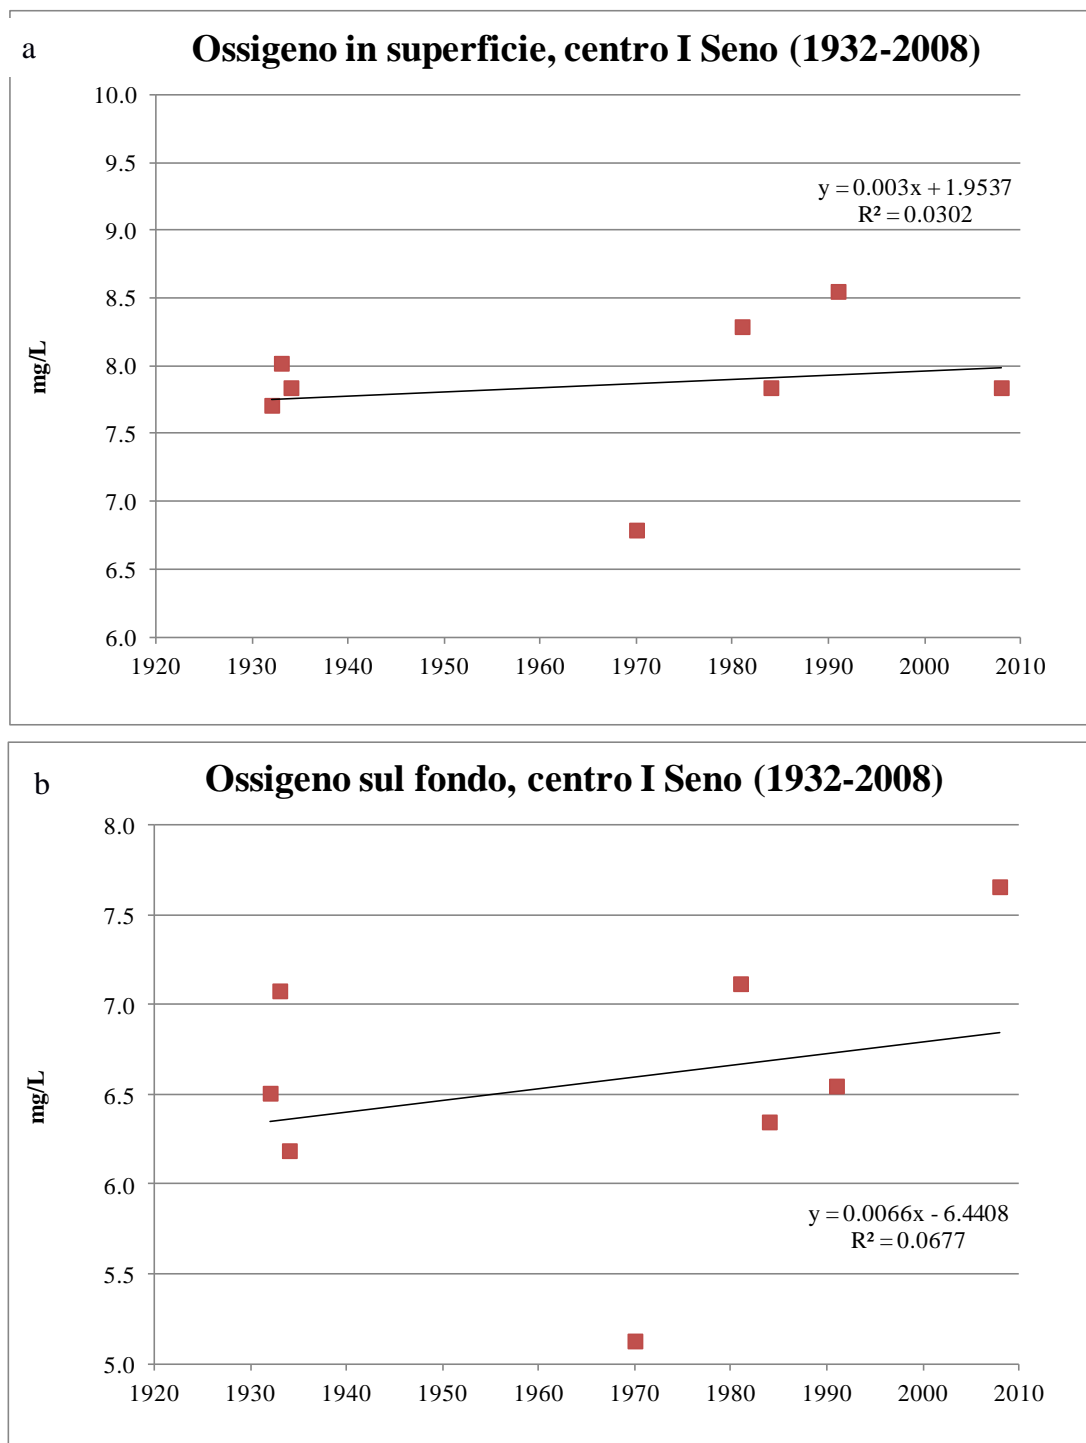 a
Ossigeno in superficie, centro I Seno (1932-2008)
10.0
9.5
9.0
8.5
8.0
7.5
7.0
6.5
6.0
mg/L
y = 0.003x + 1.9537
R² = 0.0302
1920 1930 1940 1950 1960 1970 1980 1990 2000 2010
b
Ossigeno sul fondo, centro I Seno (1932-2008)
8.0
7.5
7.0
6.5
6.0
5.5
5.0
mg/L
y = 0.0066x - 6.4408
R² = 0.0677
1920 1930 1940 1950 1960 1970 1980 1990 2000 2010